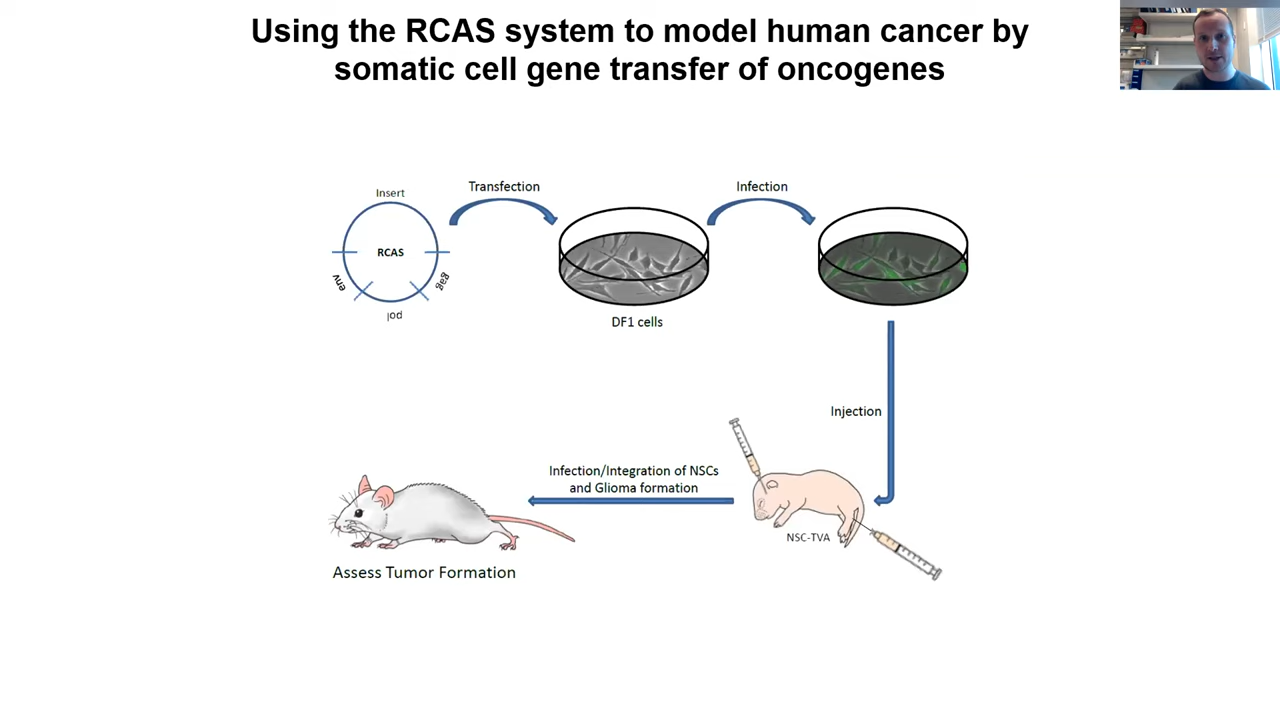 Using the RCAS system to model human cancer by
somatic cell gene transfer of oncogenes
Insert
RCAS
env
gag
pol
Transfection
DF1 cells
Infection
Injection
NSC-TVA
Infection/Integration of NSCs
and Glioma formation
Assess Tumor Formation